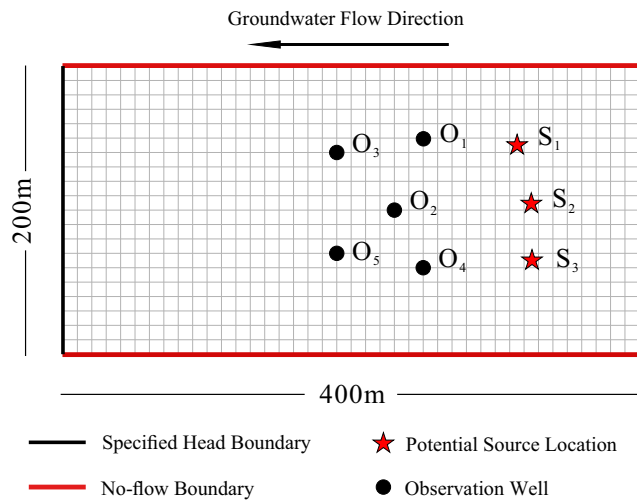 Groundwater Flow Direction
O₃ O₁ S₁
O₂ S₂
O₅ O₄ S₃
200m
400m
Specified Head Boundary
Potential Source Location
No-flow Boundary
Observation Well